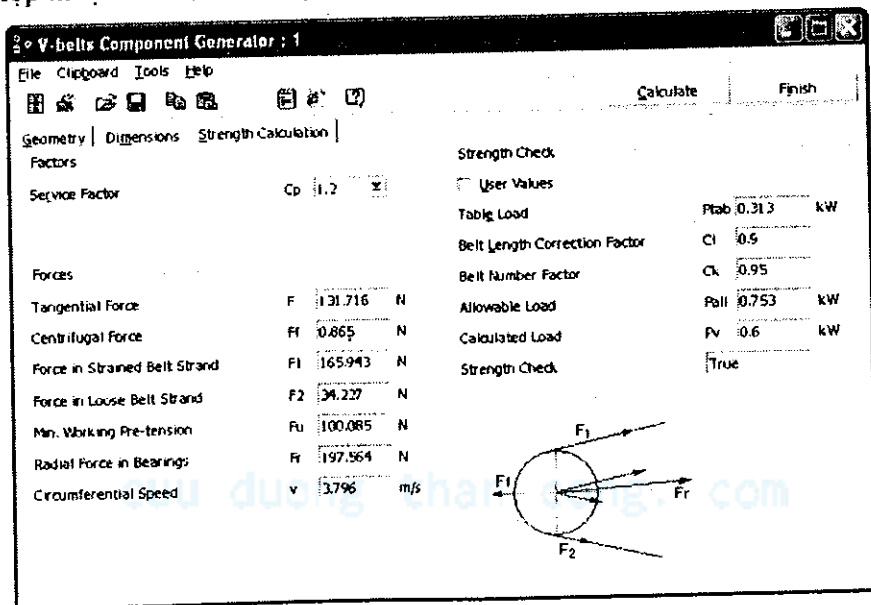 V-belts Component Generator : 1
File Clipboard Tools Help
Calculate Finish
Geometry Dimensions Strength Calculation
Factors
Service Factor Cp 1.2
Forces
Tangential Force F 131.716 N
Centrifugal Force Ff 0.865 N
Force in Strained Belt Strand F1 165.943 N
Force in Loose Belt Strand F2 34.227 N
Min. Working Pre-tension Fu 100.085 N
Radial Force in Bearings Fr 197.564 N
Circumferential Speed v 3.796 m/s
Strength Check
User Values
Table Load Ptab 0.313 kW
Belt Length Correction Factor Cl 0.9
Belt Number Factor Ck 0.95
Allowable Load Pall 0.753 kW
Calculated Load Pv 0.6 kW
Strength Check True
F1
Ff
Fr
F2
cuu duong than cong . com